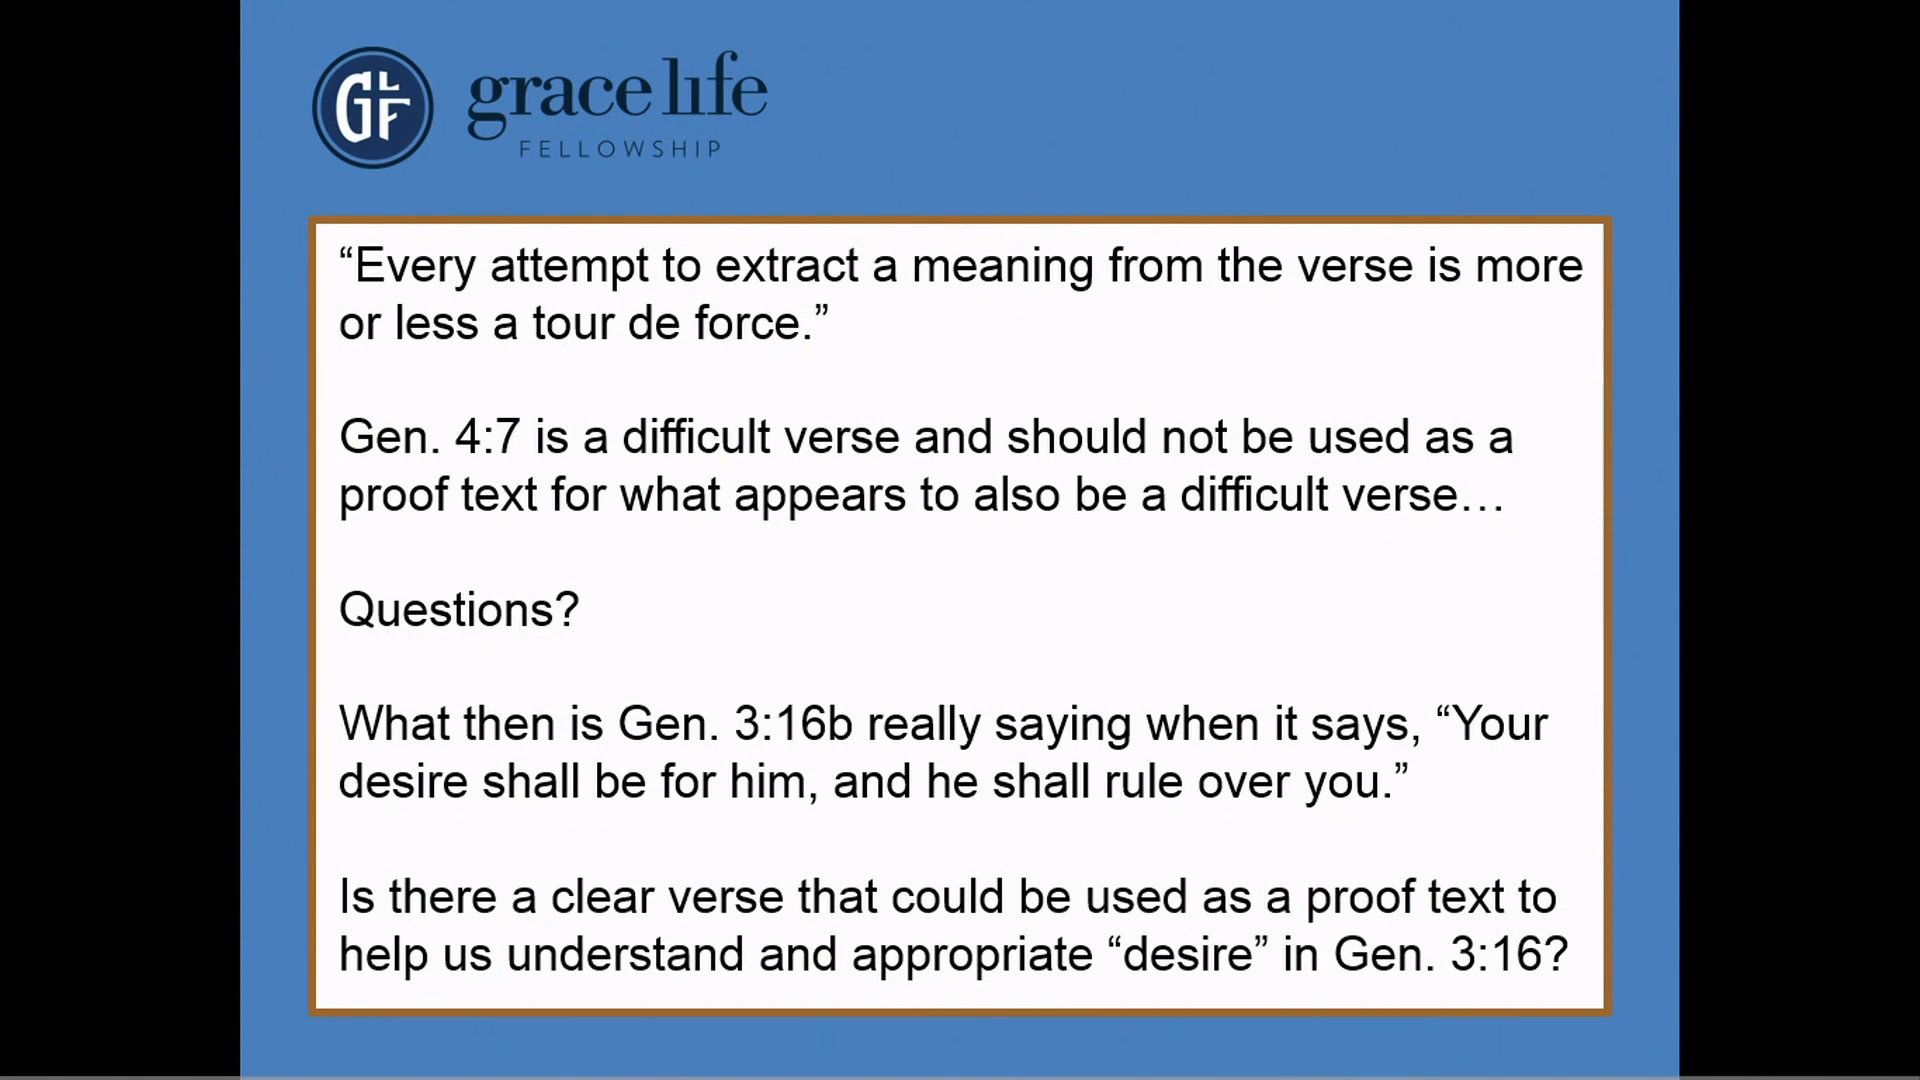 GLF
grace life
FELLOWSHIP
“Every attempt to extract a meaning from the verse is more
or less a tour de force.”
Gen. 4:7 is a difficult verse and should not be used as a
proof text for what appears to also be a difficult verse…
Questions?
What then is Gen. 3:16b really saying when it says, “Your
desire shall be for him, and he shall rule over you.”
Is there a clear verse that could be used as a proof text to
help us understand and appropriate “desire” in Gen. 3:16?